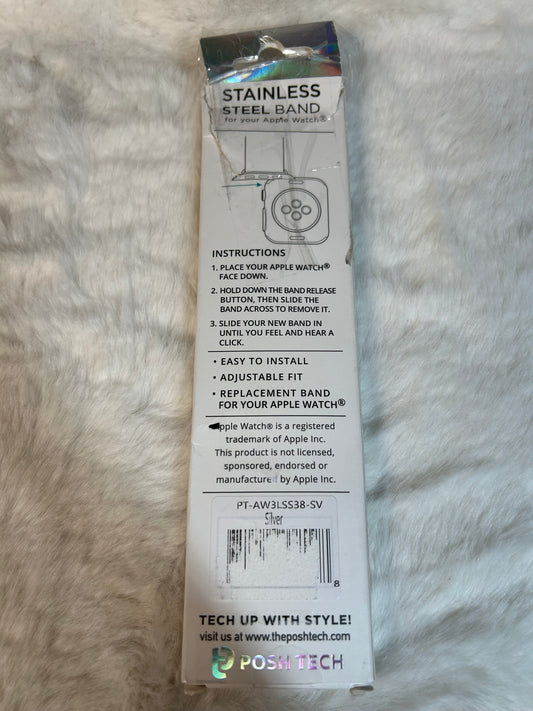 STAINLESS
STEEL BAND
for your Apple Watch®
INSTRUCTIONS
1. PLACE YOUR APPLE WATCH®
FACE DOWN.
2. HOLD DOWN THE BAND RELEASE
BUTTON, THEN SLIDE THE
BAND ACROSS TO REMOVE IT.
3. SLIDE YOUR NEW BAND IN
UNTIL YOU FEEL AND HEAR A
CLICK.
• EASY TO INSTALL
• ADJUSTABLE FIT
• REPLACEMENT BAND
FOR YOUR APPLE WATCH®
Apple Watch® is a registered
trademark of Apple Inc.
This product is not licensed,
sponsored, endorsed or
manufactured by Apple Inc.
PT-AW3LSS38-SV
Silver
8
TECH UP WITH STYLE!
visit us at www.theposhtech.com
POSH TECH